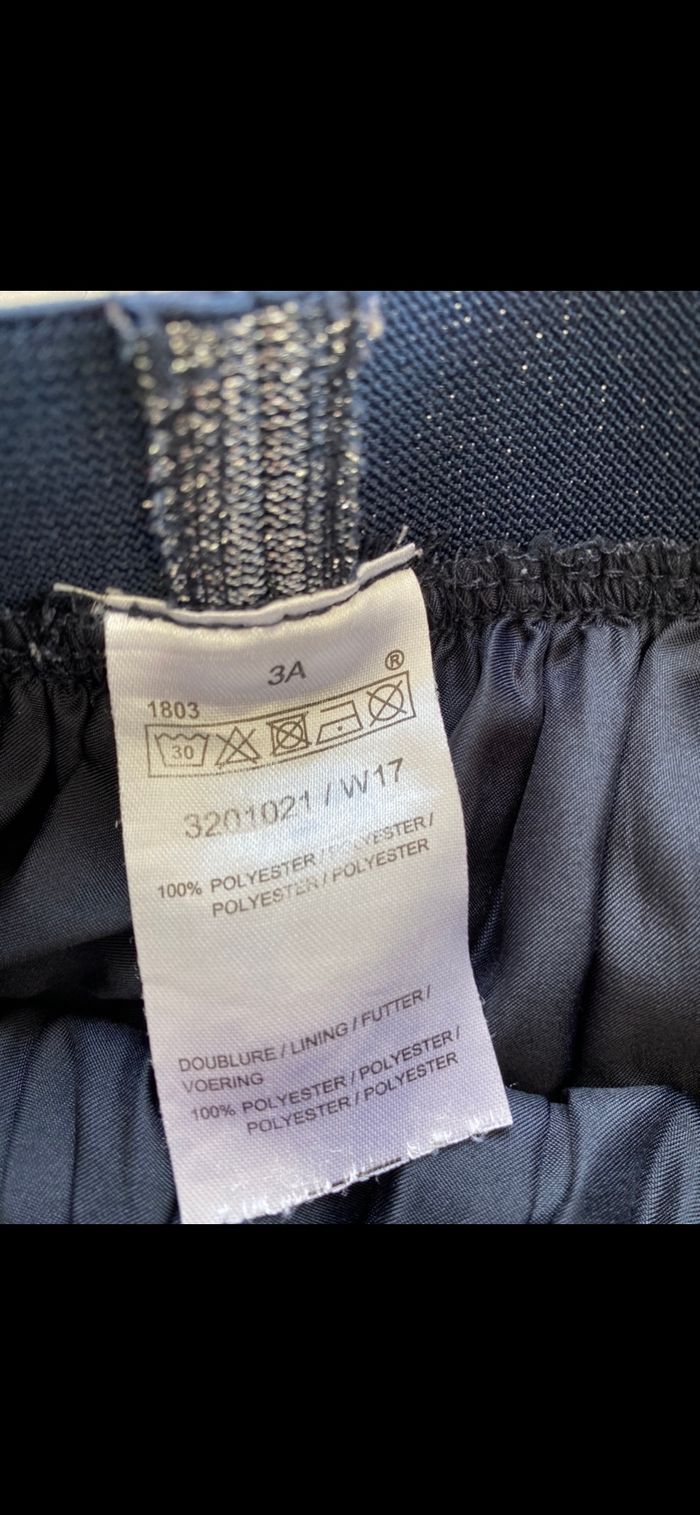 3A
®
1803
30
3201021 / W17
100% POLYESTER / POLYESTER /
POLYESTER / POLYESTER
DOUBLURE / LINING / FUTTER /
VOERING
100% POLYESTER / POLYESTER /
POLYESTER / POLYESTER